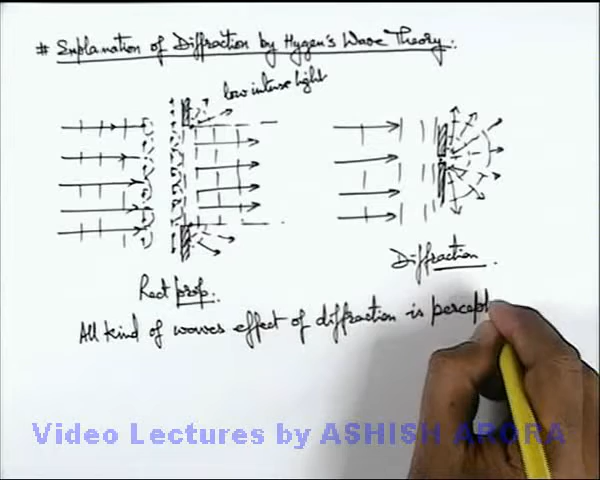 # Explanation of Diffraction by Hygen's Wave Theory.
low intense light
Diffraction.
Rect prop.
All kind of waves effect of diffraction is percept
Video Lectures by ASHISH ARORA